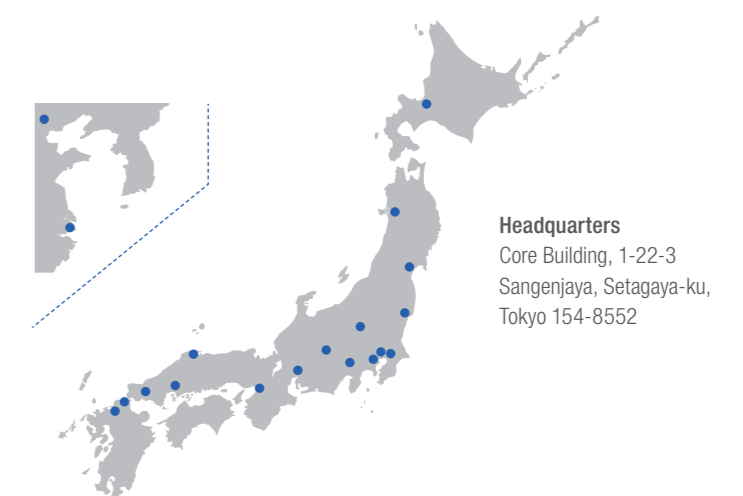 Headquarters
Core Building, 1-22-3
Sangenjaya, Setagaya-ku,
Tokyo 154-8552